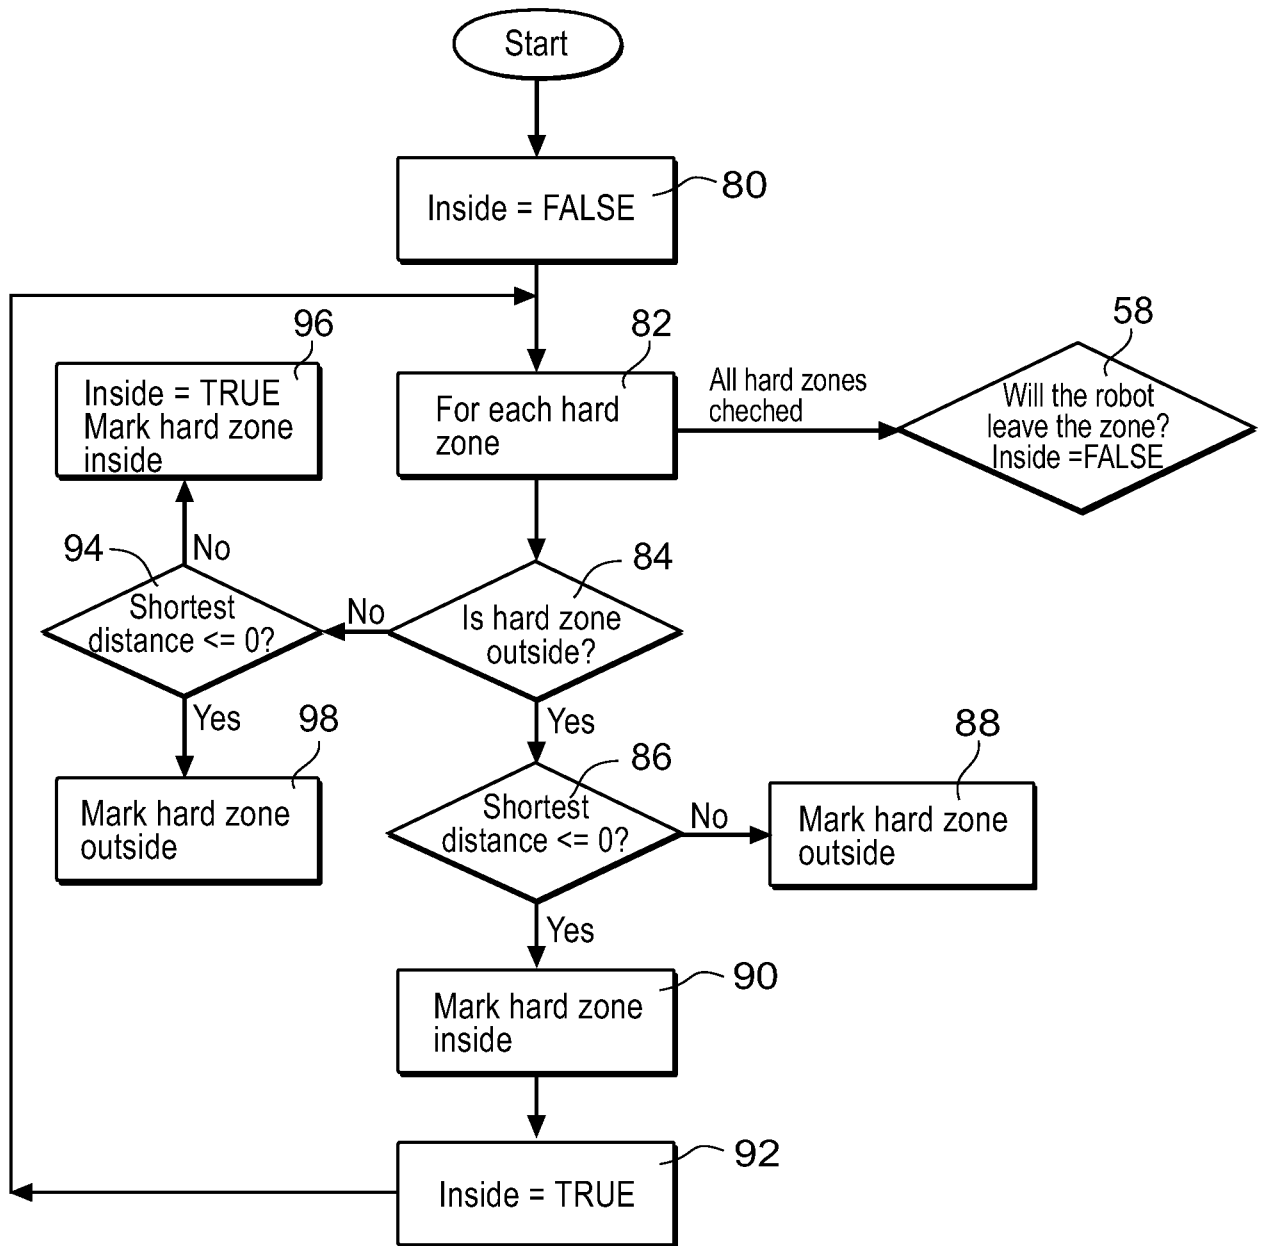 Start
Inside = FALSE
80
96
82
58
Inside = TRUE
Mark hard zone
inside
For each hard
zone
All hard zones
cheched
Will the robot
leave the zone?
Inside =FALSE
94
No
84
Shortest
distance <= 0?
No
Is hard zone
outside?
Yes
98
Yes
86
88
Mark hard zone
outside
Shortest
distance <= 0?
No
Mark hard zone
outside
Yes
90
Mark hard zone
inside
92
Inside = TRUE